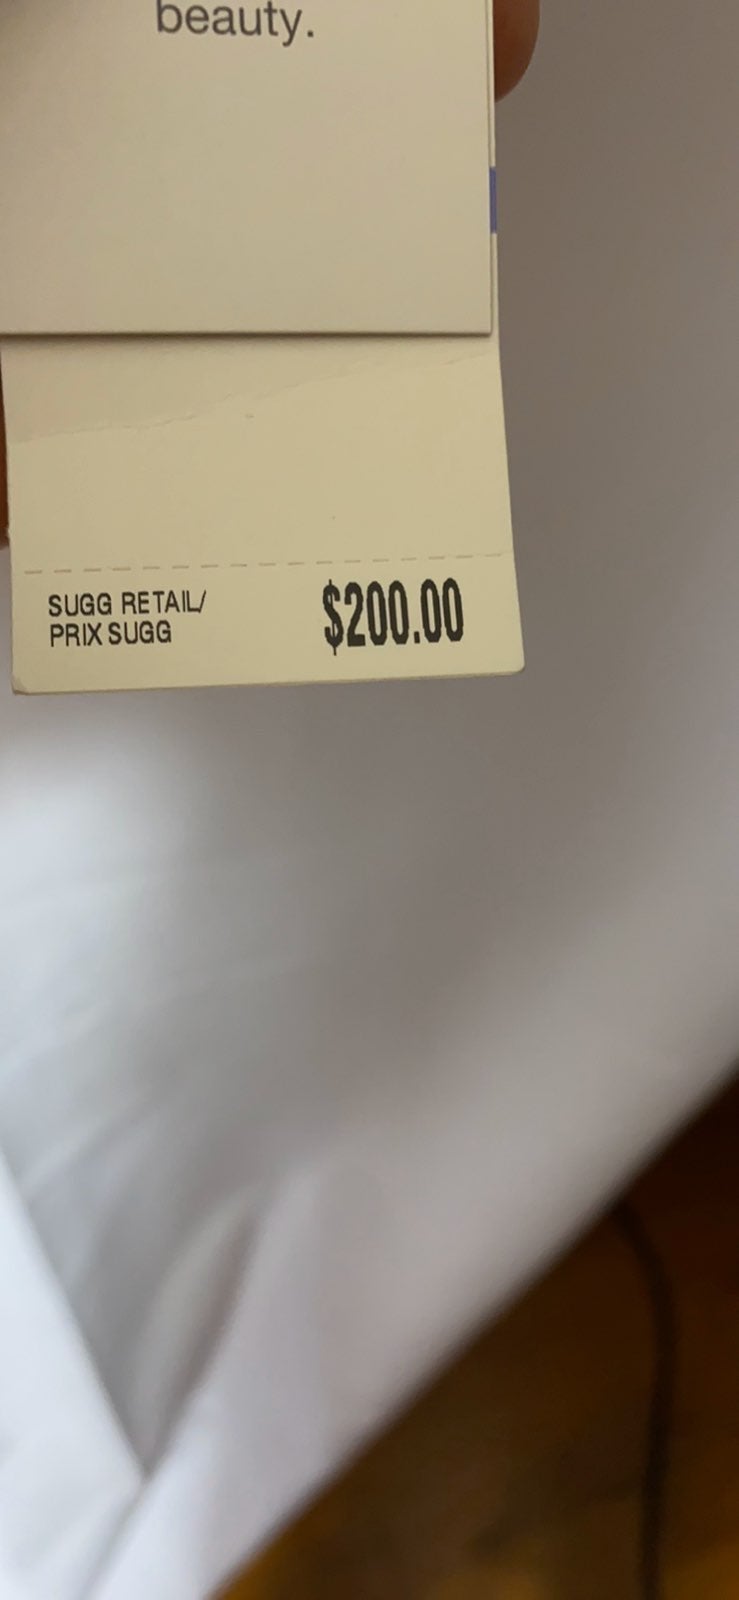 beauty.
SUGG RETAIL/
PRIX SUGG
$200.00